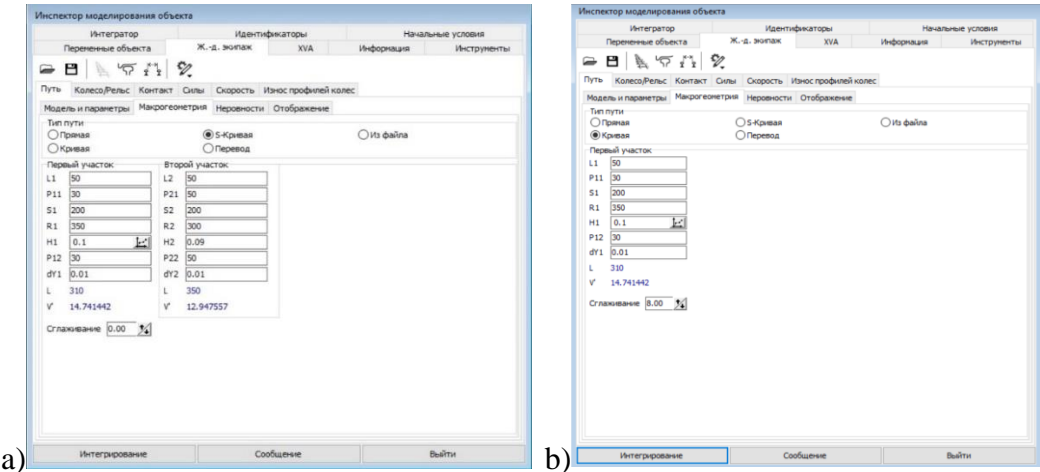 Инспектор моделирования объекта
Интегратор Идентификаторы Начальные условия
Переменные объекта Ж.-д. экипаж XVA Информация Инструменты
Путь Колесо/Рельс Контакт Силы Скорость Износ профилей колес
Модель и параметры Макрогеометрия Неровности Отображение
Тип пути
Прямая S-Кривая Из файла
Кривая Перевод
Первый участок Второй участок
L1 50 L2 50
P11 30 P21 50
S1 200 S2 200
R1 350 R2 300
H1 0.1 H2 0.09
P12 30 P22 50
dY1 0.01 dY2 0.01
L 310 L 350
V' 14.741442 V' 12.947557
Сглаживание 0.00
Интегрирование Сообщение Выйти
a)
Инспектор моделирования объекта
Интегратор Идентификаторы Начальные условия
Переменные объекта Ж.-д. экипаж XVA Информация Инструменты
Путь Колесо/Рельс Контакт Силы Скорость Износ профилей колес
Модель и параметры Макрогеометрия Неровности Отображение
Тип пути
Прямая S-Кривая Из файла
Кривая Перевод
Первый участок
L1 50
P11 30
S1 200
R1 350
H1 0.1
P12 30
dY1 0.01
L 310
V' 14.741442
Сглаживание 8.00
Интегрирование Сообщение Выйти
b)